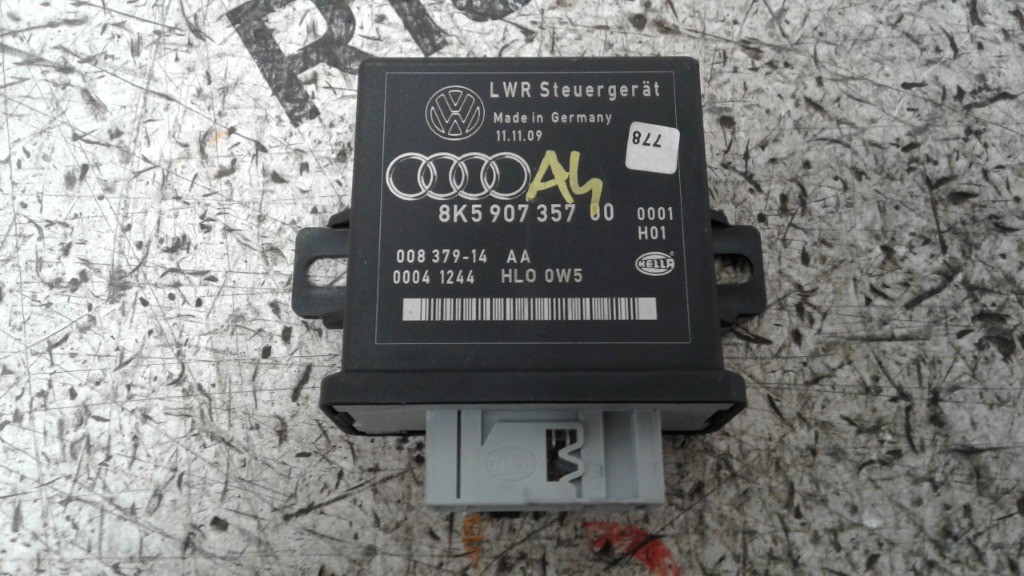 LWR Steuergerät
Made in Germany
11.11.09
778
A4
8K5 907 357
0001
H01
008 379-14 AA
0004 1244 HLO 0W5
HELLA